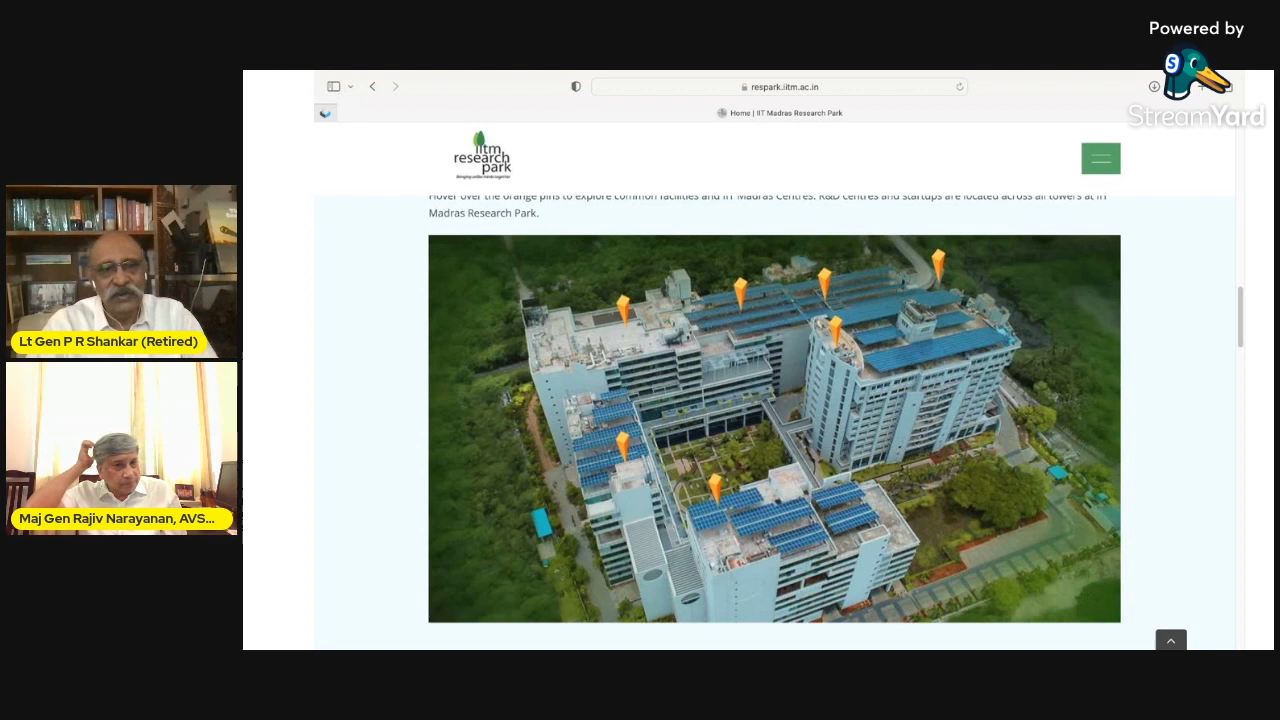 Powered by
S
StreamYard
respark.iitm.ac.in
Home | IIT Madras Research Park
iitm
research
park
Hover over the orange pins to explore common facilities and IIT Madras Centres. R&D centres and startups are located across all towers at IIT
Madras Research Park.
Lt Gen P R Shankar (Retired)
Maj Gen Rajiv Narayanan, AVS...